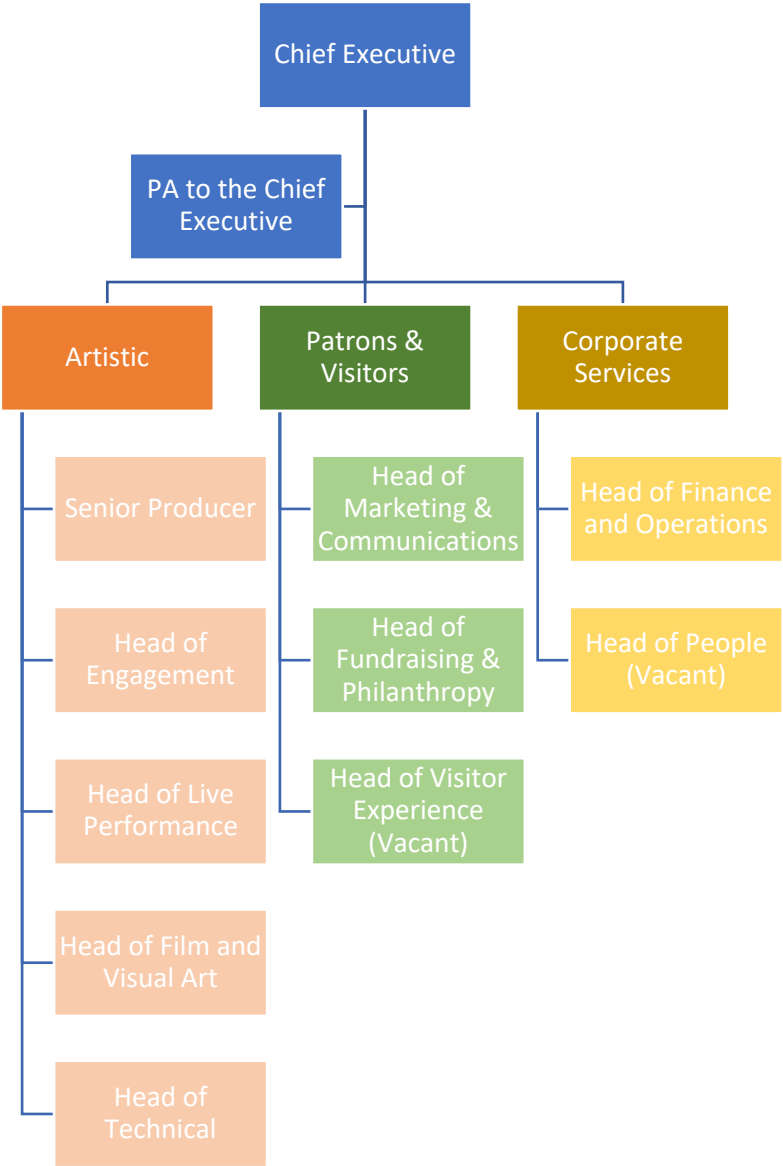 Chief Executive
PA to the Chief
Executive
Artistic
Patrons &
Visitors
Corporate
Services
Senior Producer
Head of
Engagement
Head of Live
Performance
Head of Film and
Visual Art
Head of
Technical
Head of
Marketing &
Communications
Head of
Fundraising &
Philanthropy
Head of Visitor
Experience
(Vacant)
Head of Finance
and Operations
Head of People
(Vacant)